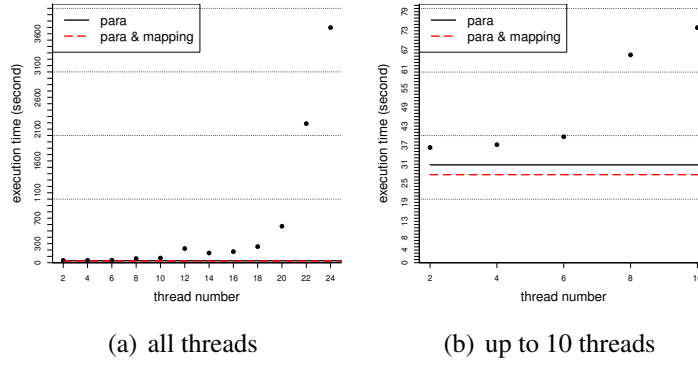 para
para & mapping
execution time (second)
0 300 700 1100 1600 2100 2600 3100 3600
2 4 6 8 10 12 14 16 18 20 22 24
thread number
(a) all threads
para
para & mapping
execution time (second)
0 4 8 13 19 25 31 37 43 49 55 61 67 73 79
2 4 6 8 10
thread number
(b) up to 10 threads